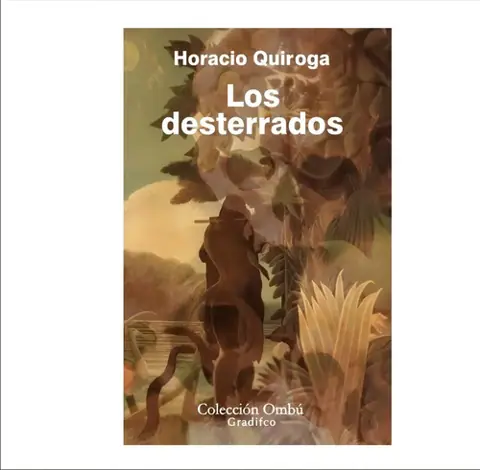 Horacio Quiroga
Los
desterrados
Colección Ombú
Gradifco